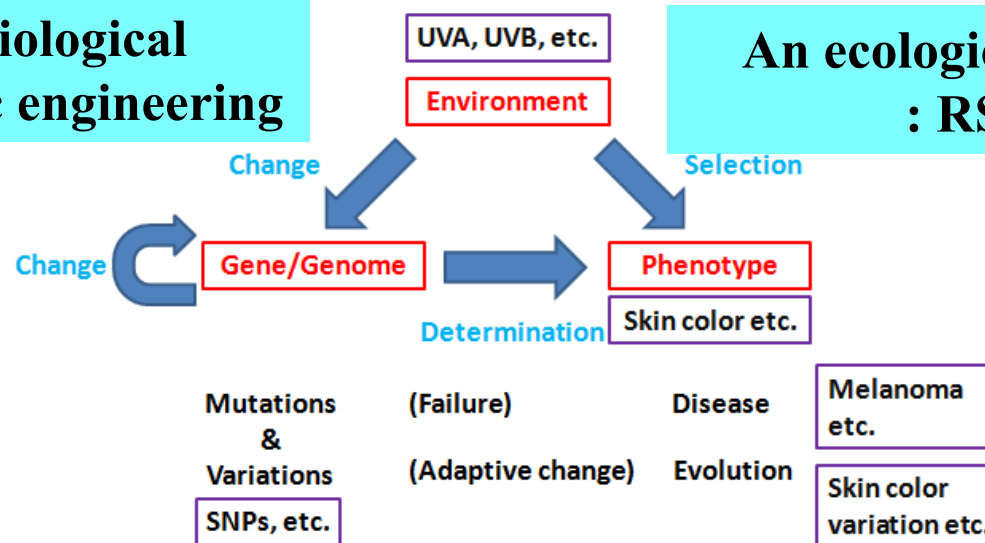 iological
engineering
UVA, UVB, etc.
Environment
An ecologi
: RS
Change
Selection
Change
Gene/Genome
Phenotype
Determination
Skin color etc.
Mutations
&
Variations
SNPs, etc.
(Failure)
(Adaptive change)
Disease
Evolution
Melanoma
etc.
Skin color
variation etc.